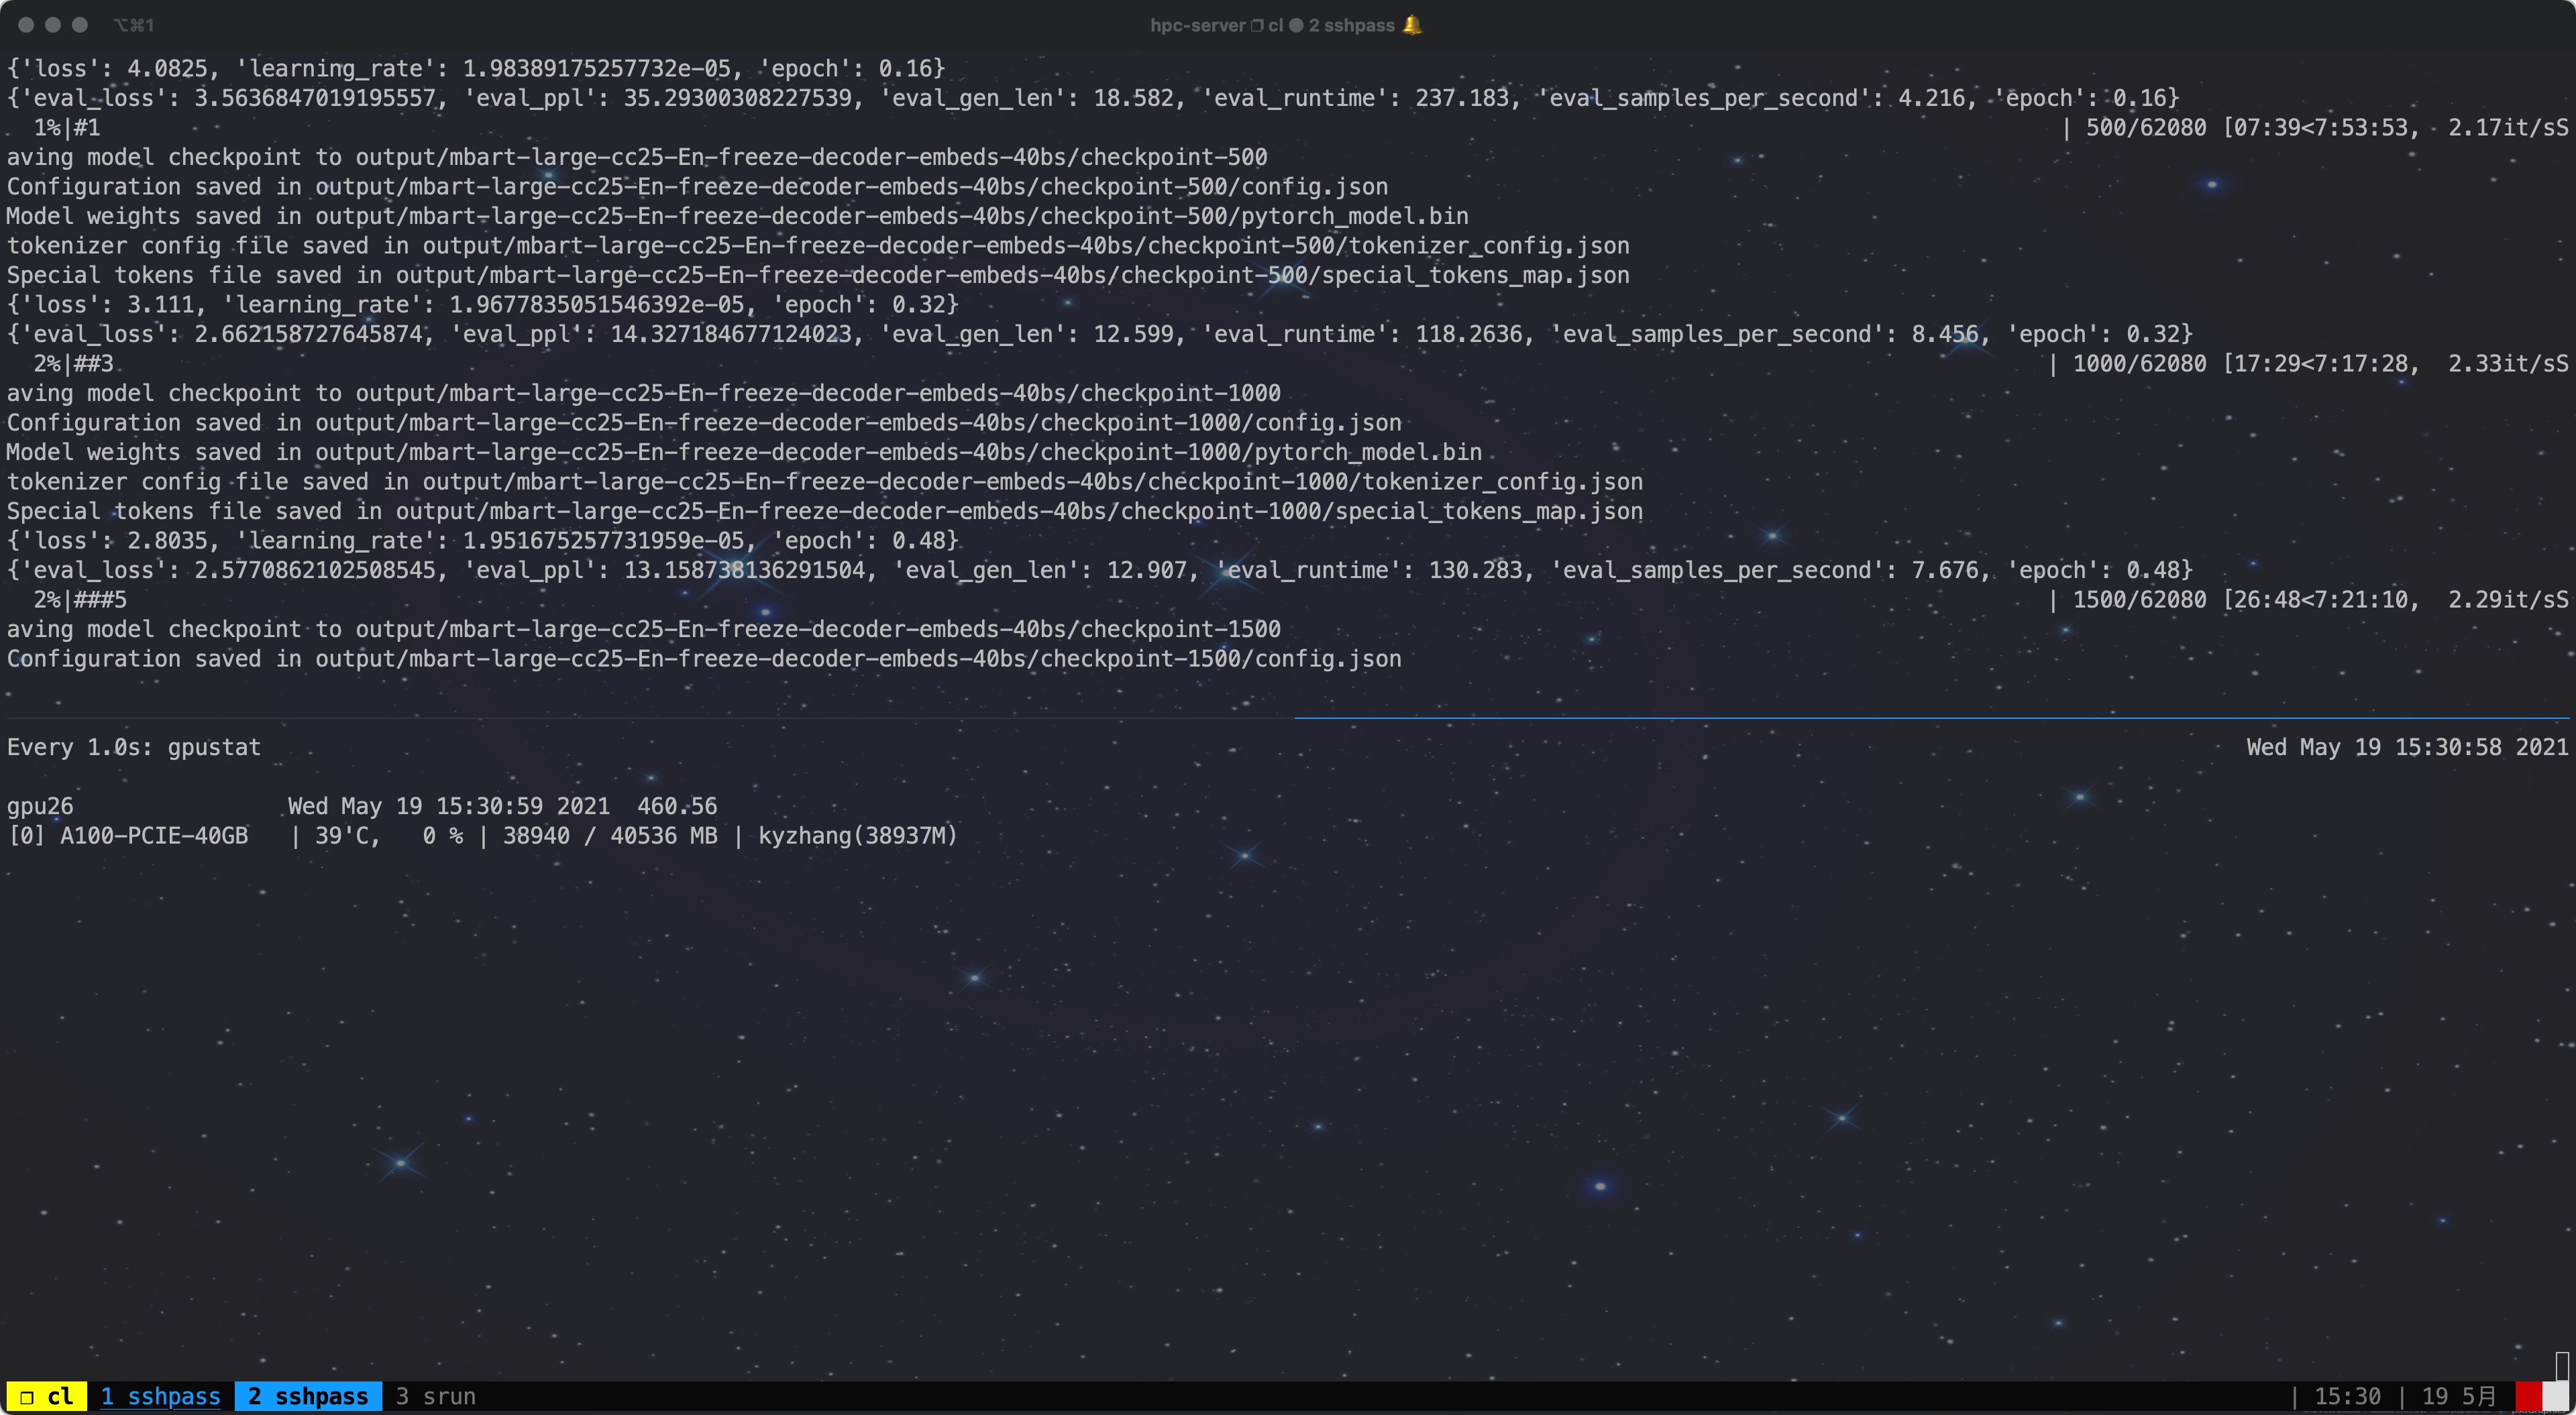 ⌥⌘1
hpc-server ❐ cl ● 2 sshpass 🔔
{'loss': 4.0825, 'learning_rate': 1.98389175257732e-05, 'epoch': 0.16}
{'eval_loss': 3.5636847019195557, 'eval_ppl': 35.29300308227539, 'eval_gen_len': 18.582, 'eval_runtime': 237.183, 'eval_samples_per_second': 4.216, 'epoch': 0.16}
1%|#1 | 500/62080 [07:39<7:53:53, 2.17it/sS
aving model checkpoint to output/mbart-large-cc25-En-freeze-decoder-embeds-40bs/checkpoint-500
Configuration saved in output/mbart-large-cc25-En-freeze-decoder-embeds-40bs/checkpoint-500/config.json
Model weights saved in output/mbart-large-cc25-En-freeze-decoder-embeds-40bs/checkpoint-500/pytorch_model.bin
tokenizer config file saved in output/mbart-large-cc25-En-freeze-decoder-embeds-40bs/checkpoint-500/tokenizer_config.json
Special tokens file saved in output/mbart-large-cc25-En-freeze-decoder-embeds-40bs/checkpoint-500/special_tokens_map.json
{'loss': 3.111, 'learning_rate': 1.9677835051546392e-05, 'epoch': 0.32}
{'eval_loss': 2.662158727645874, 'eval_ppl': 14.327184677124023, 'eval_gen_len': 12.599, 'eval_runtime': 118.2636, 'eval_samples_per_second': 8.456, 'epoch': 0.32}
2%|##3 | 1000/62080 [17:29<7:17:28, 2.33it/sS
aving model checkpoint to output/mbart-large-cc25-En-freeze-decoder-embeds-40bs/checkpoint-1000
Configuration saved in output/mbart-large-cc25-En-freeze-decoder-embeds-40bs/checkpoint-1000/config.json
Model weights saved in output/mbart-large-cc25-En-freeze-decoder-embeds-40bs/checkpoint-1000/pytorch_model.bin
tokenizer config file saved in output/mbart-large-cc25-En-freeze-decoder-embeds-40bs/checkpoint-1000/tokenizer_config.json
Special tokens file saved in output/mbart-large-cc25-En-freeze-decoder-embeds-40bs/checkpoint-1000/special_tokens_map.json
{'loss': 2.8035, 'learning_rate': 1.951675257731959e-05, 'epoch': 0.48}
{'eval_loss': 2.5770862102508545, 'eval_ppl': 13.158738136291504, 'eval_gen_len': 12.907, 'eval_runtime': 130.283, 'eval_samples_per_second': 7.676, 'epoch': 0.48}
2%|###5 | 1500/62080 [26:48<7:21:10, 2.29it/sS
aving model checkpoint to output/mbart-large-cc25-En-freeze-decoder-embeds-40bs/checkpoint-1500
Configuration saved in output/mbart-large-cc25-En-freeze-decoder-embeds-40bs/checkpoint-1500/config.json
Every 1.0s: gpustat Wed May 19 15:30:58 2021
gpu26 Wed May 19 15:30:59 2021 460.56
[0] A100-PCIE-40GB | 39'C, 0 % | 38940 / 40536 MB | kyzhang(38937M)
❐ cl 1 sshpass 2 sshpass 3 srun | 15:30 | 19 5月